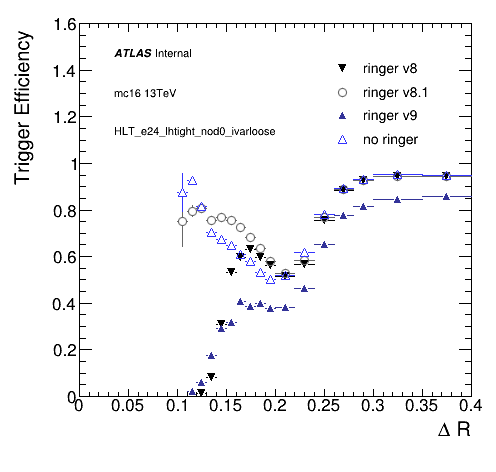 Trigger Efficiency
1.6
1.4
1.2
1
0.8
0.6
0.4
0.2
0
ATLAS Internal
mc16 13TeV
HLT_e24_lhtight_nod0_ivarloose
ringer v8
ringer v8.1
ringer v9
no ringer
0 0.05 0.1 0.15 0.2 0.25 0.3 0.35 0.4
Δ R